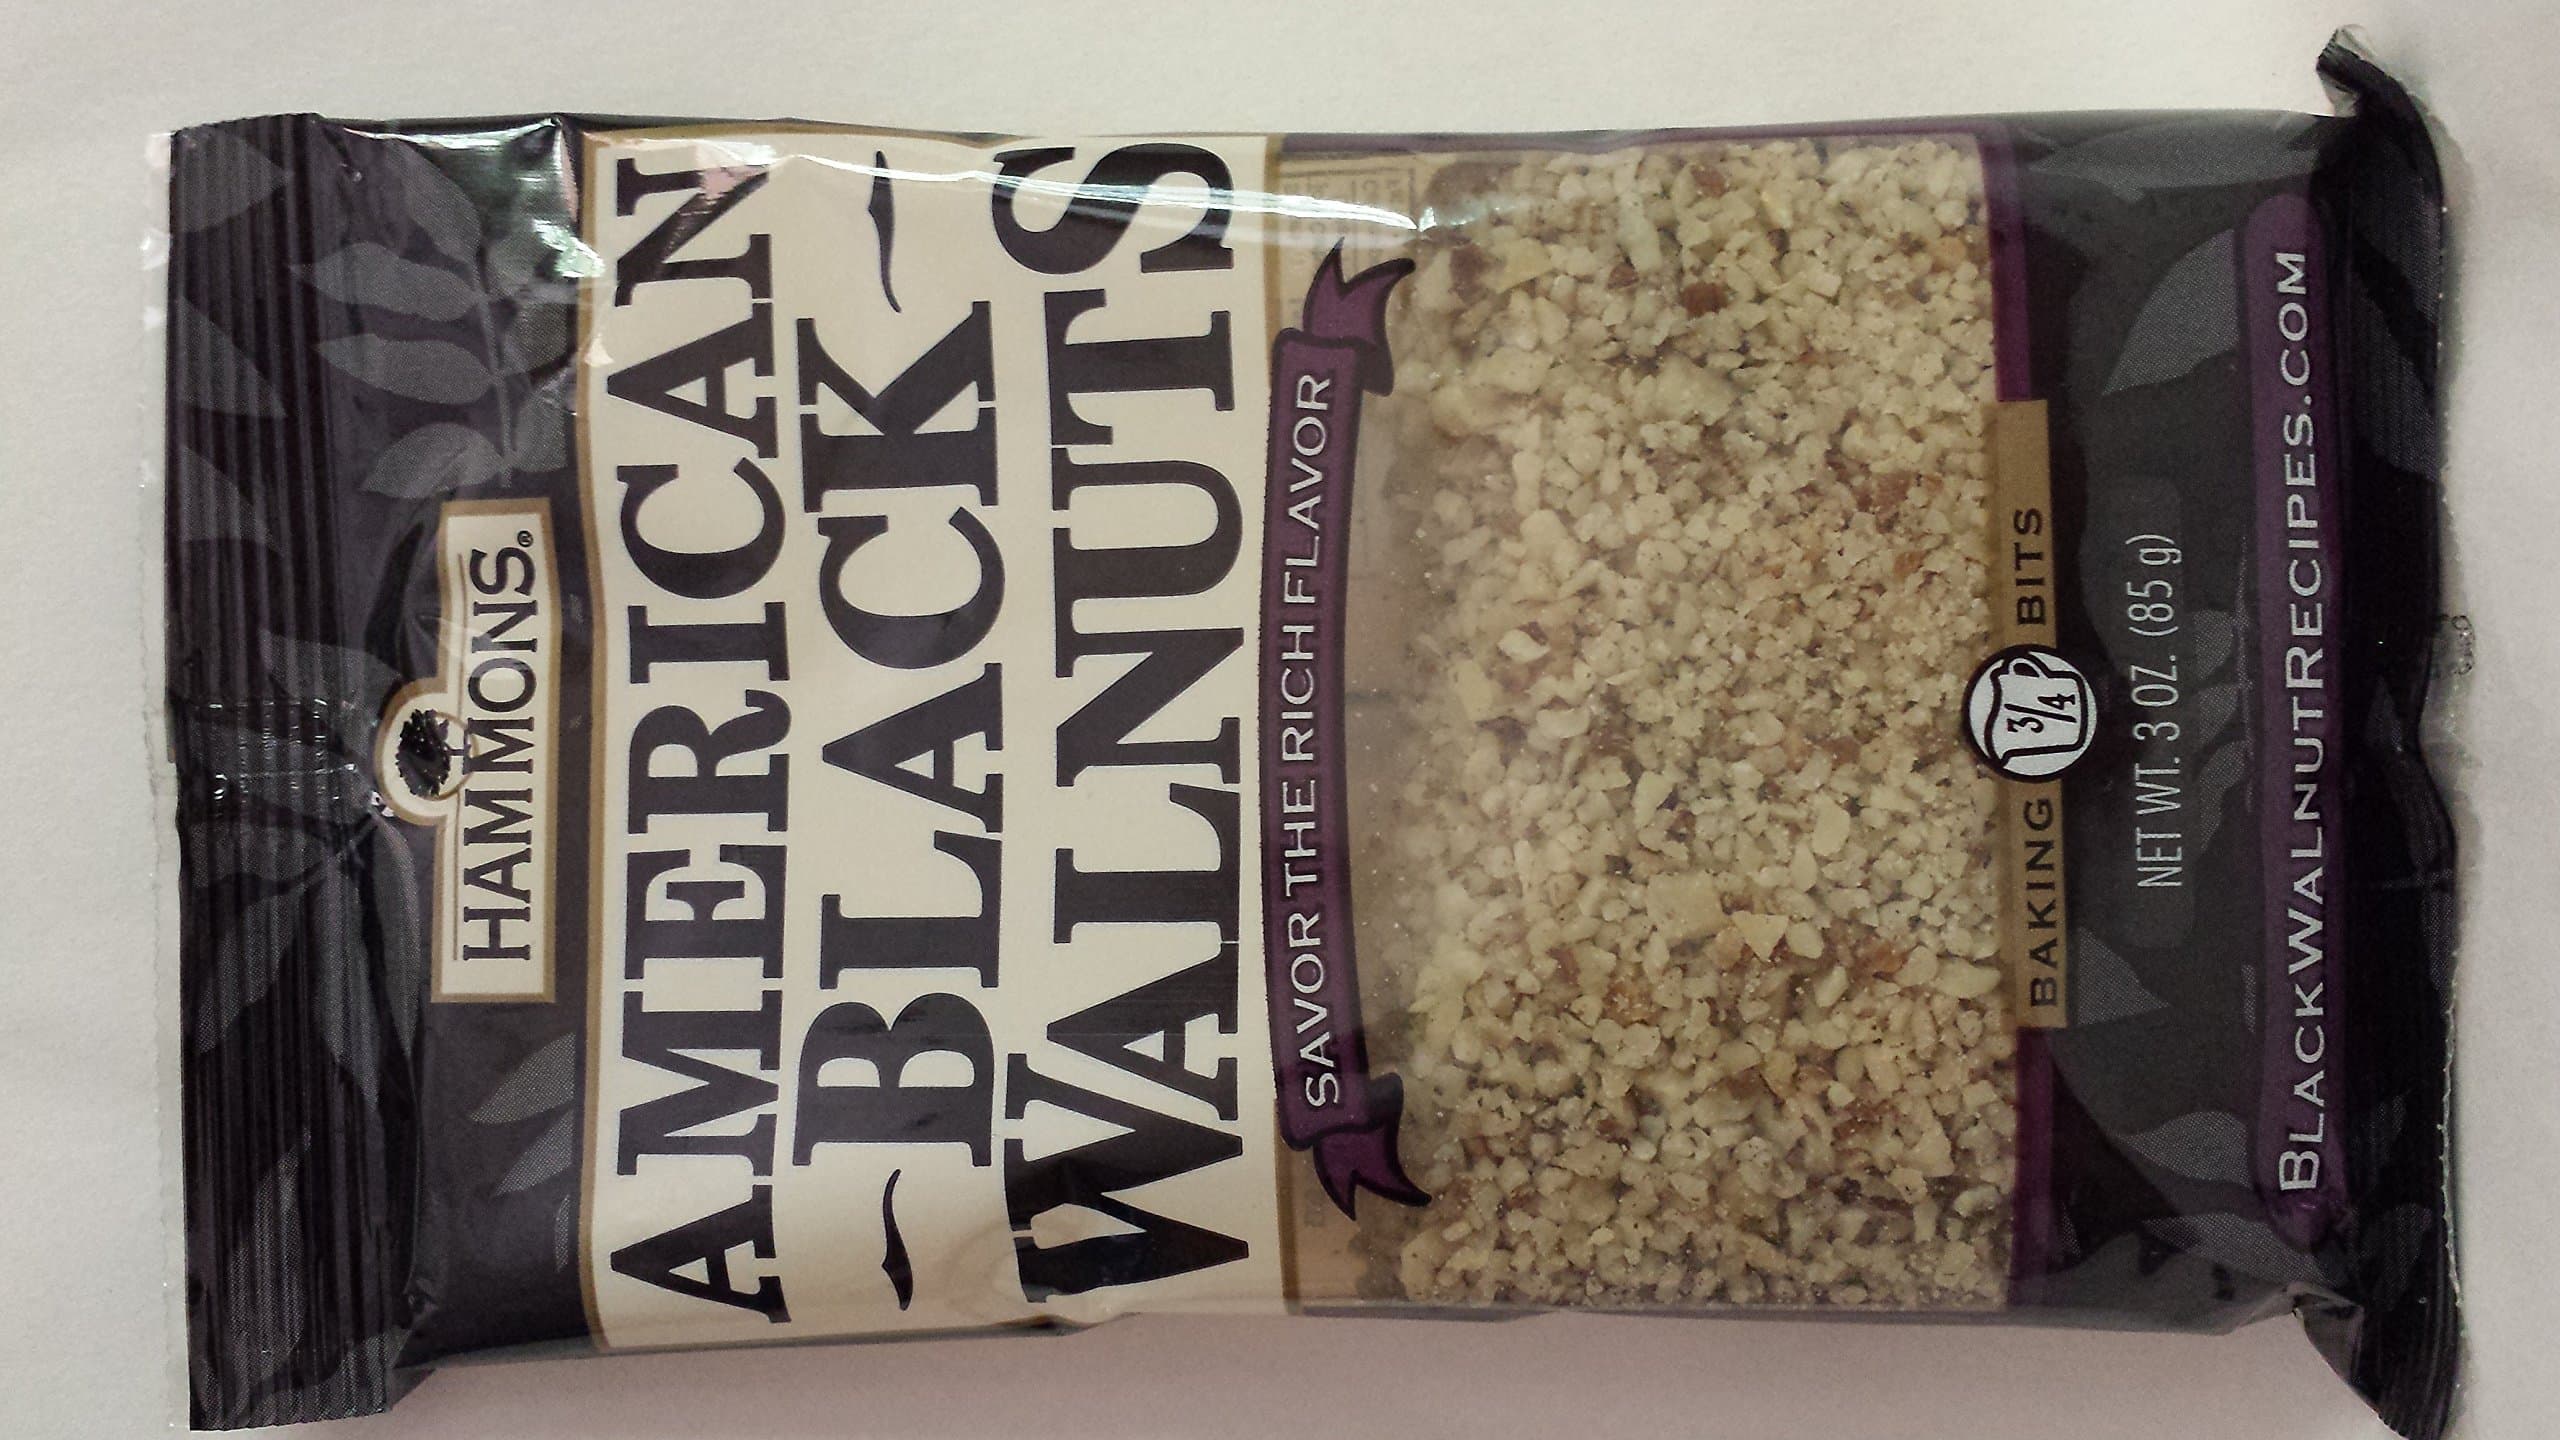 HAMMONS®
AMERICAN
BLACK
WALNUTS
SAVOR THE RICH FLAVOR
BAKING 3/4 BITS
NET WT. 3 OZ. (85 g)
BLACKWALNUTRECIPES.COM